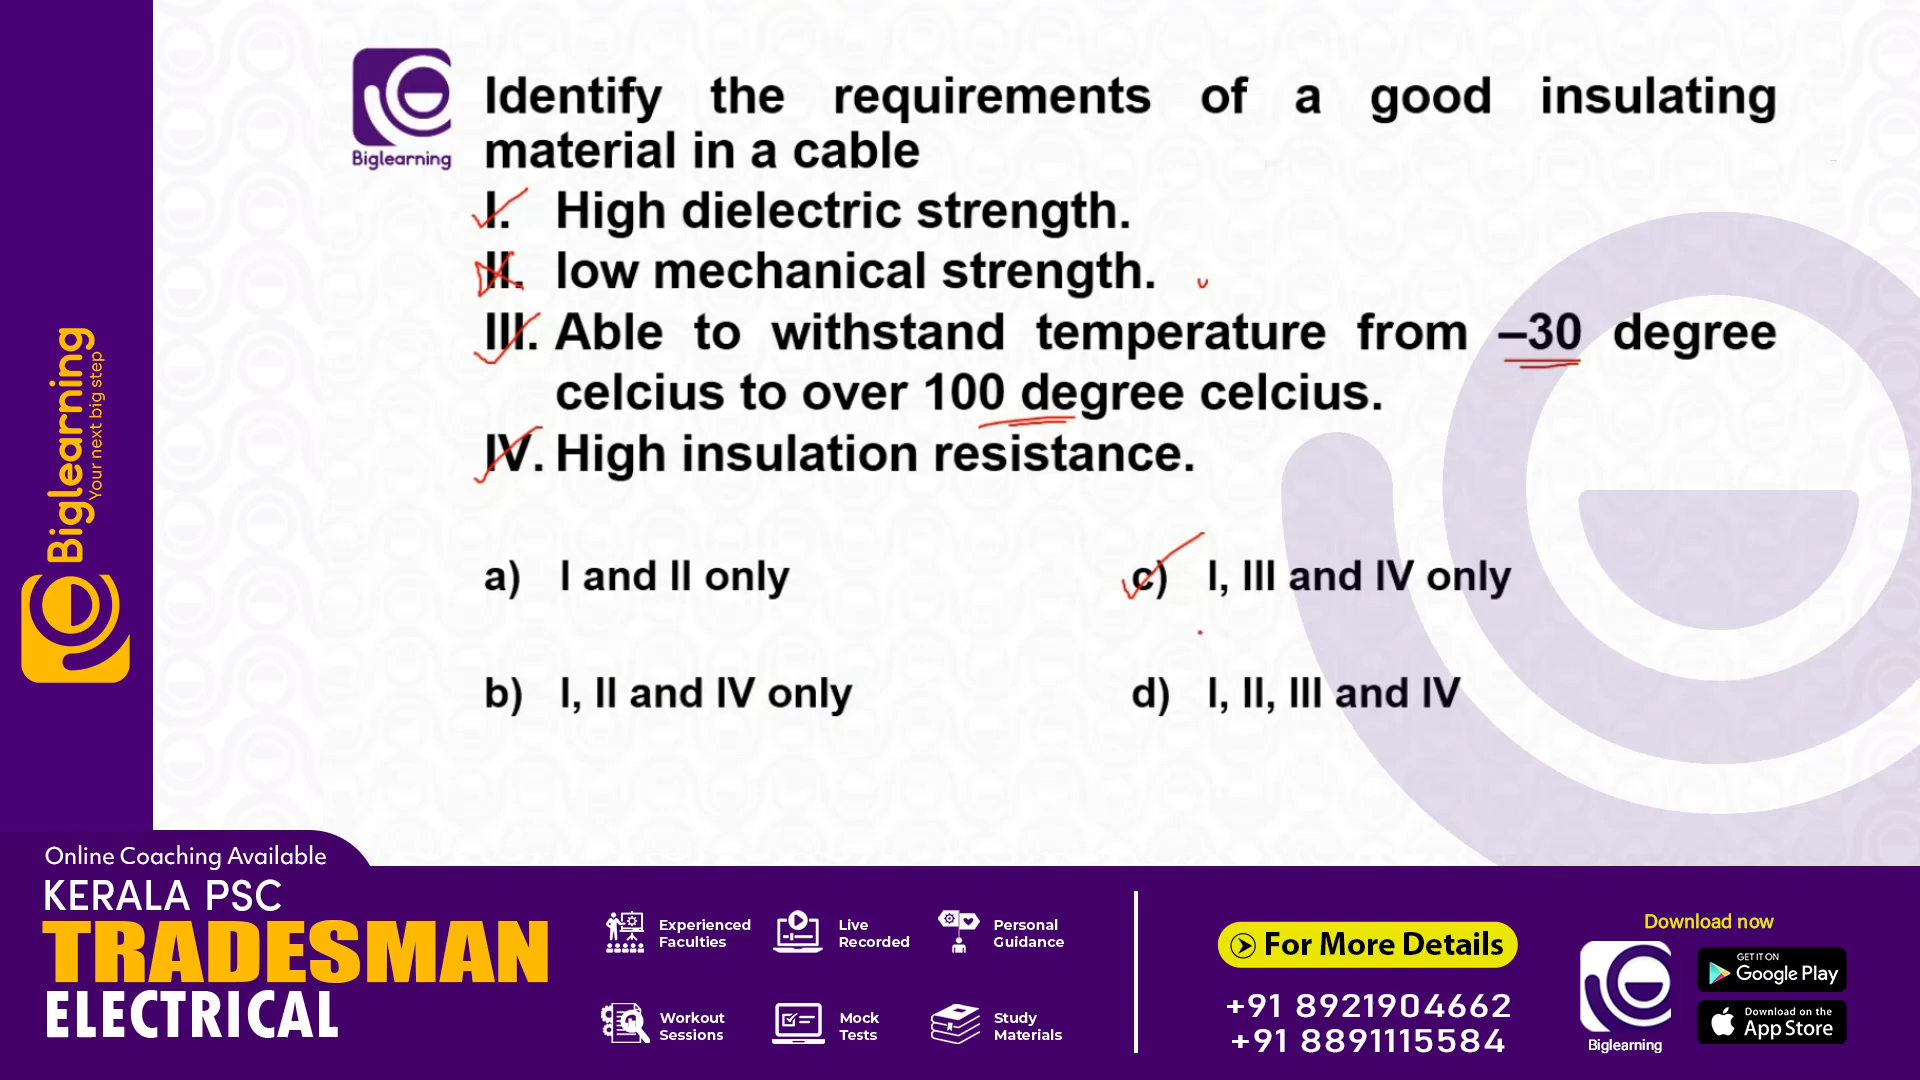 Biglearning
Identify the requirements of a good insulating
material in a cable
I. High dielectric strength.
II. low mechanical strength.
III. Able to withstand temperature from –30 degree
celcius to over 100 degree celcius.
IV. High insulation resistance.
a) I and II only
c) I, III and IV only
b) I, II and IV only
d) I, II, III and IV
Biglearning
Your next big step
Online Coaching Available
KERALA PSC
TRADESMAN
ELECTRICAL
Experienced
Faculties
Live
Recorded
Personal
Guidance
Workout
Sessions
Mock
Tests
Study
Materials
For More Details
+91 8921904662
+91 8891115584
Download now
Biglearning
GET IT ON
Google Play
Download on the
App Store